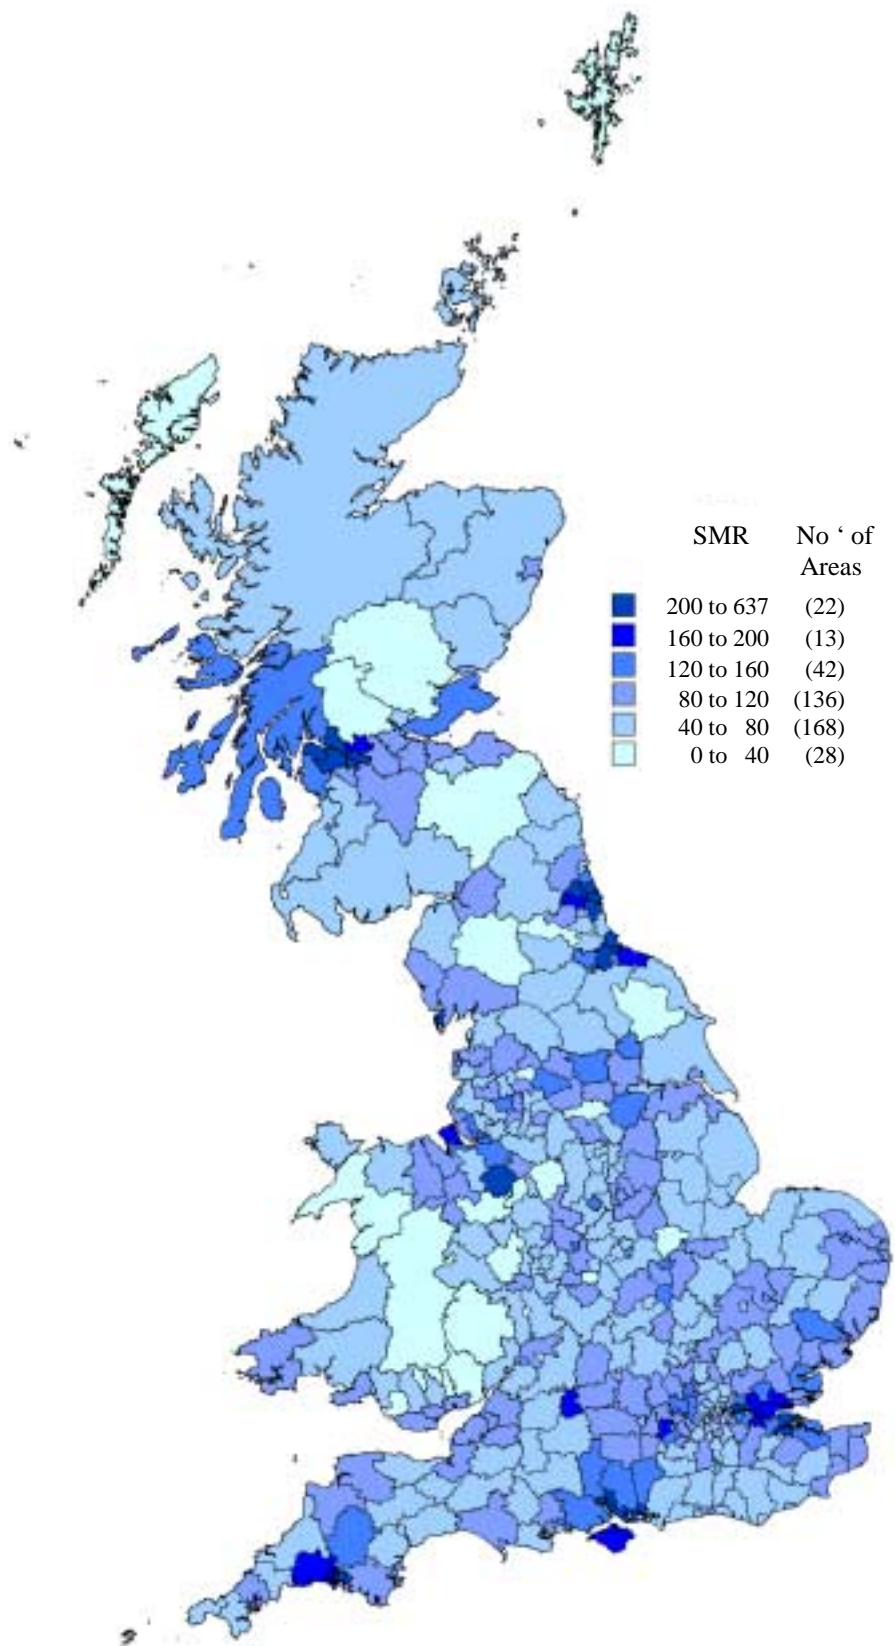 SMR No ‘ of
Areas
200 to 637 (22)
160 to 200 (13)
120 to 160 (42)
80 to 120 (136)
40 to 80 (168)
0 to 40 (28)